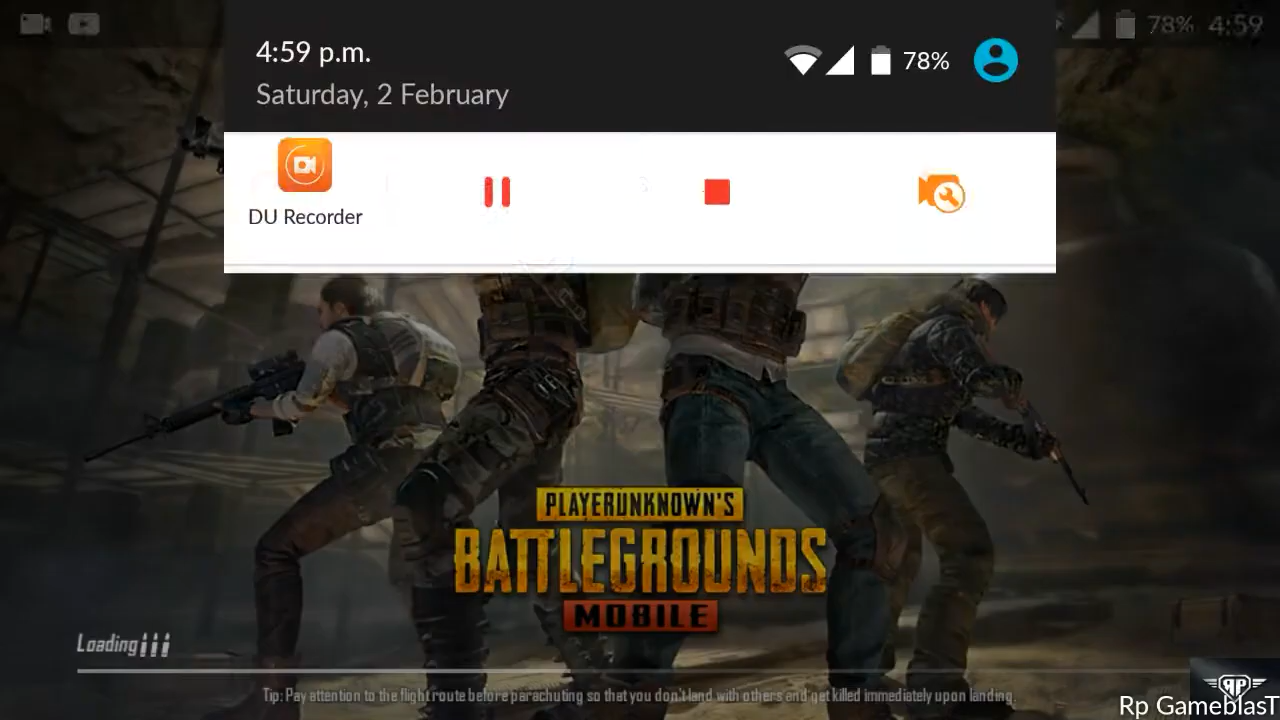 78% 4:59
4:59 p.m.
78%
Saturday, 2 February
DU Recorder
PLAYERUNKNOWN'S
BATTLEGROUNDS
MOBILE
Loading
Tip: Pay attention to the flight route before parachuting so that you don't land with others and get killed immediately upon landing.
RP
Rp GameblasT